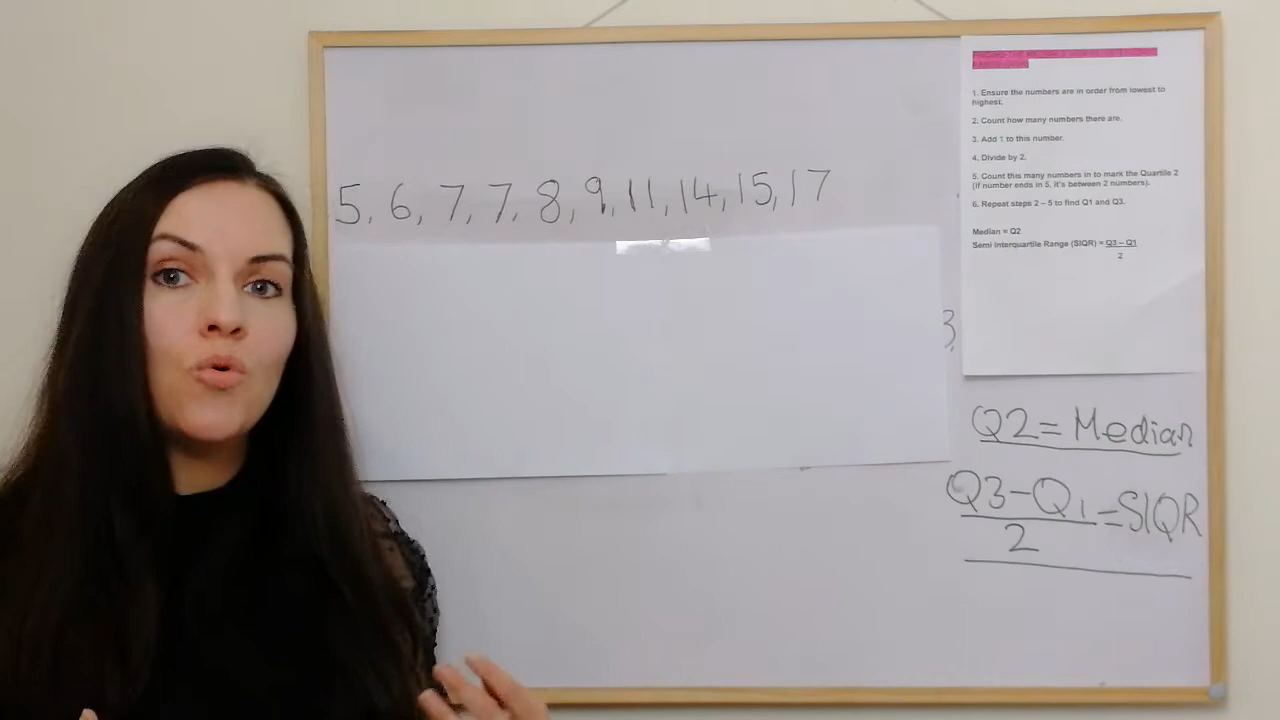 5, 6, 7, 7, 8, 9, 11, 14, 15, 17
1. Ensure the numbers are in order from lowest to
highest.
2. Count how many numbers there are.
3. Add 1 to this number.
4. Divide by 2.
5. Count this many numbers in to mark the Quartile 2
(if number ends in 5, it's between 2 numbers).
6. Repeat steps 2 – 5 to find Q1 and Q3.
Median = Q2
Semi Interquartile Range (SIQR) = Q3 – Q1
2
3,
Q2 = Median
Q3-Q1 = SIQR
2